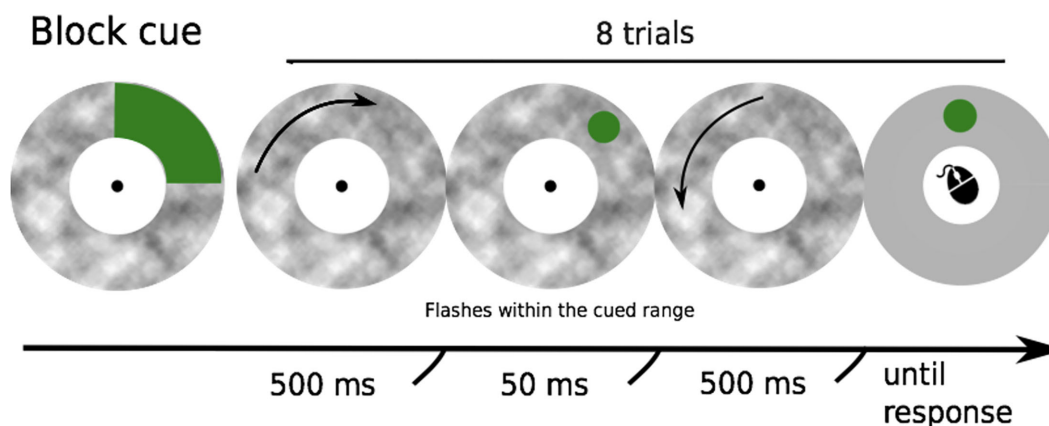 Block cue
8 trials
Flashes within the cued range
500 ms
50 ms
500 ms
until
response